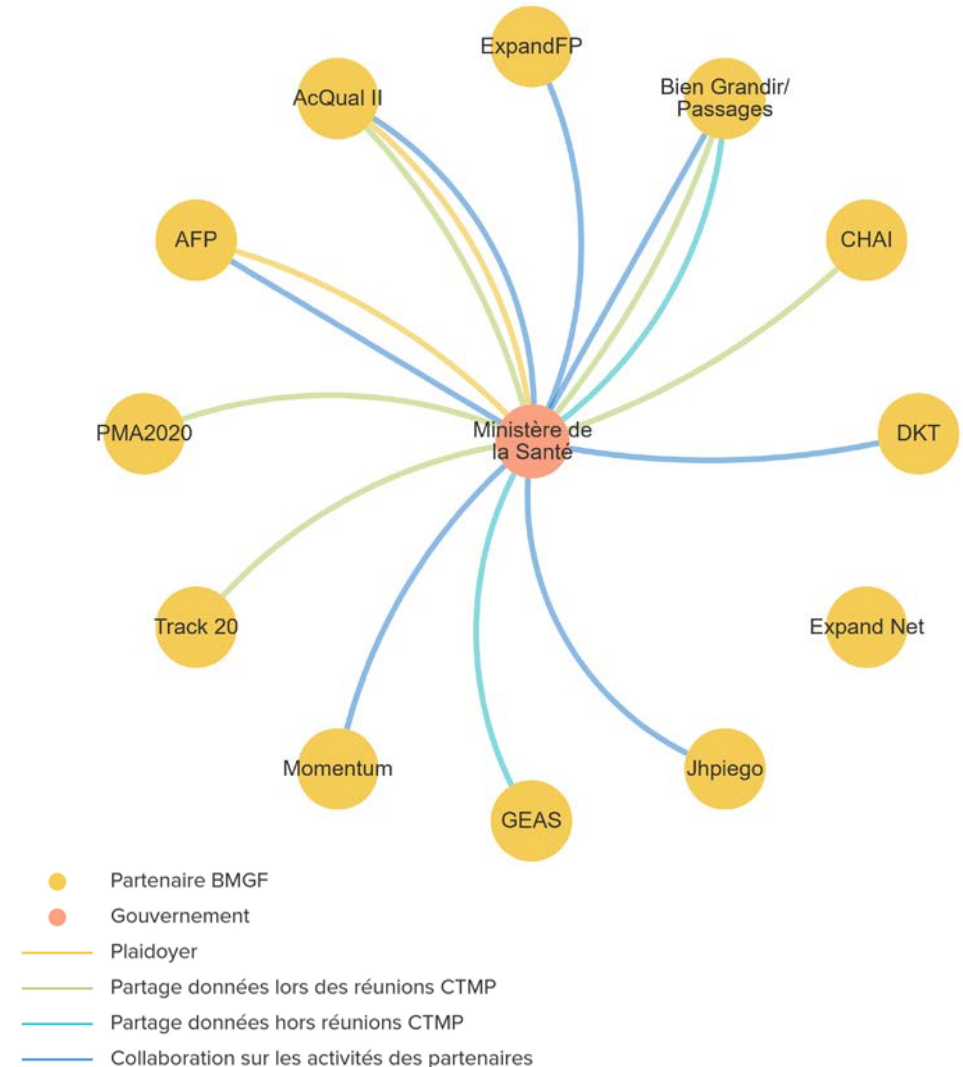 ExpandFP
AcQual II
Bien Grandir/
Passages
AFP
CHAI
PMA2020
Ministère de
la Santé
DKT
Track 20
Expand Net
Momentum
Jhpiego
GEAS
Partenaire BMGF
Gouvernement
Plaidoyer
Partage données lors des réunions CTMP
Partage données hors réunions CTMP
Collaboration sur les activités des partenaires